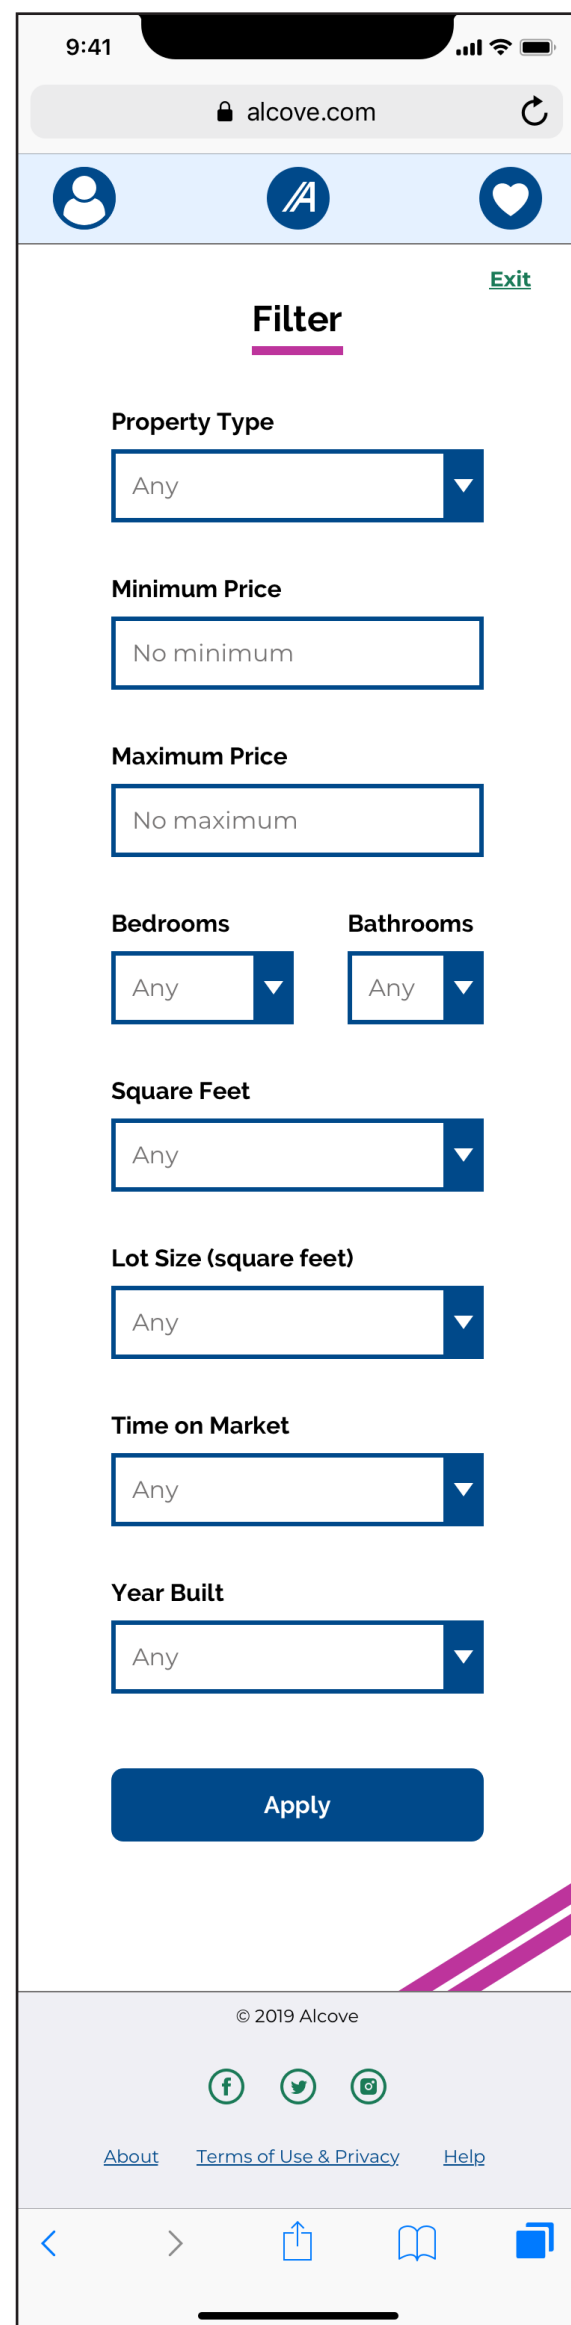 9:41
alcove.com
Exit
Filter
Property Type
Any
Minimum Price
No minimum
Maximum Price
No maximum
Bedrooms Bathrooms
Any Any
Square Feet
Any
Lot Size (square feet)
Any
Time on Market
Any
Year Built
Any
Apply
© 2019 Alcove
About Terms of Use & Privacy Help